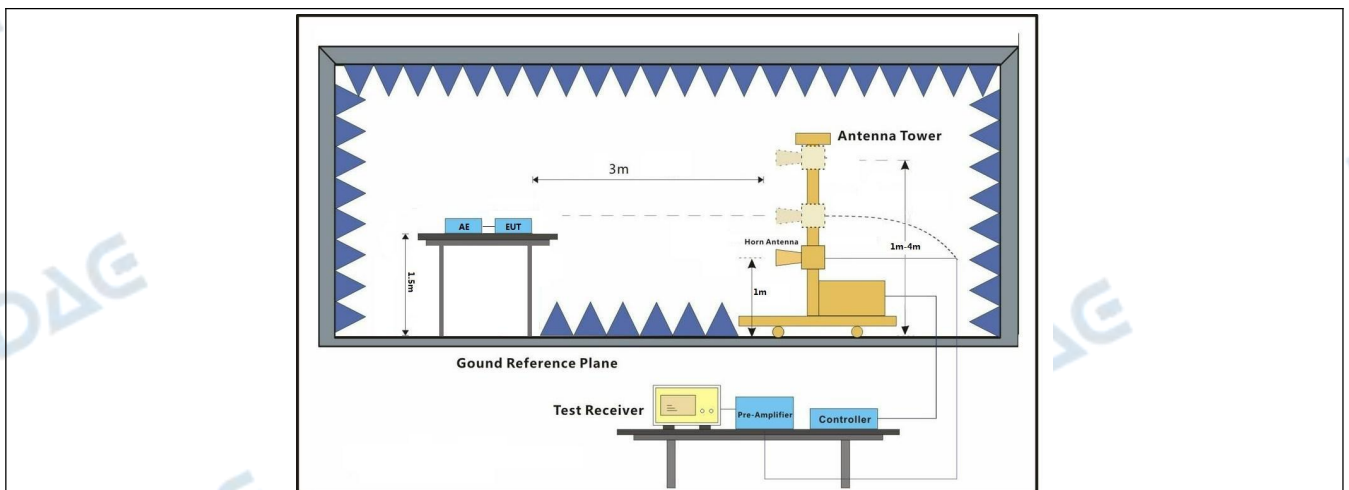 Antenna Tower
3m
AE
EUT
Horn Antenna
1m-4m
1.5m
1m
Gound Reference Plane
Test Receiver
Pre-Amplifier
Controller
DAE